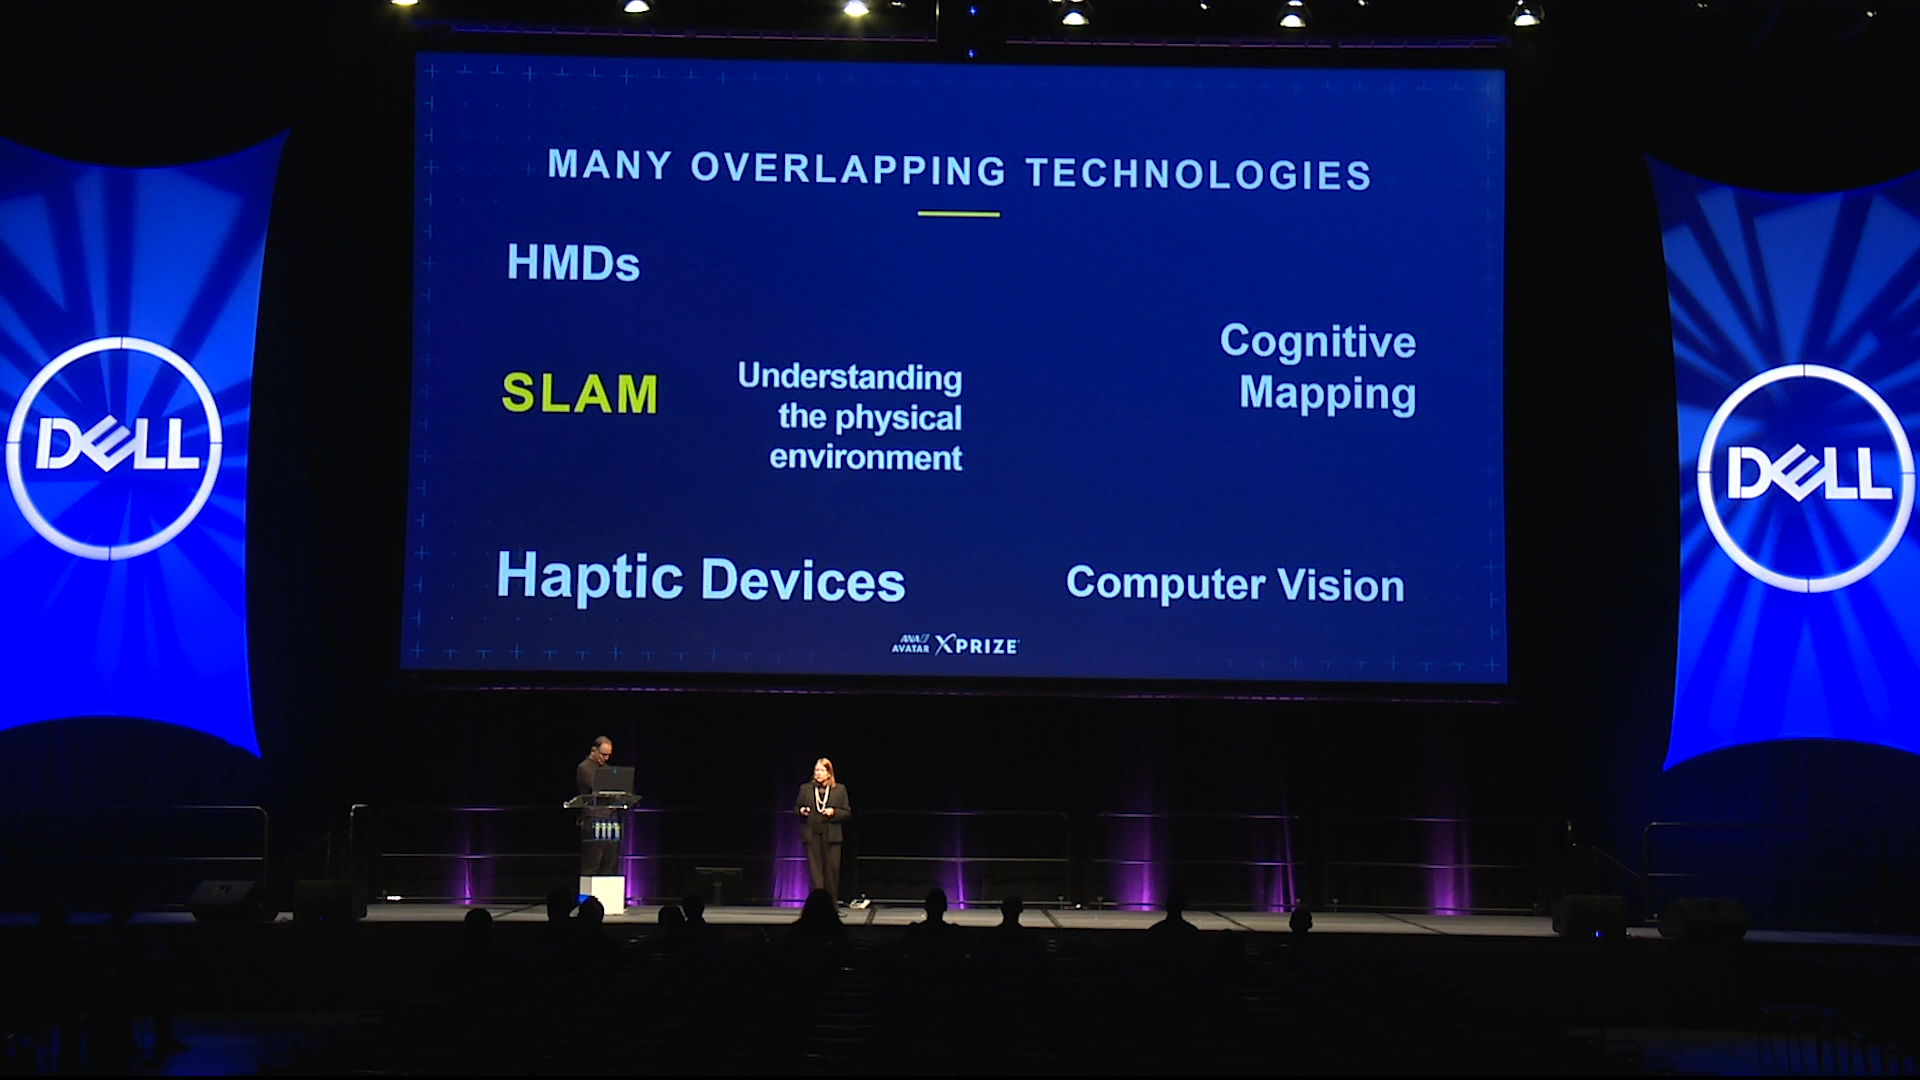 MANY OVERLAPPING TECHNOLOGIES
HMDs
Cognitive
Mapping
SLAM
Understanding
the physical
environment
Haptic Devices
Computer Vision
ANA
AVATAR XPRIZE
DELL
DELL